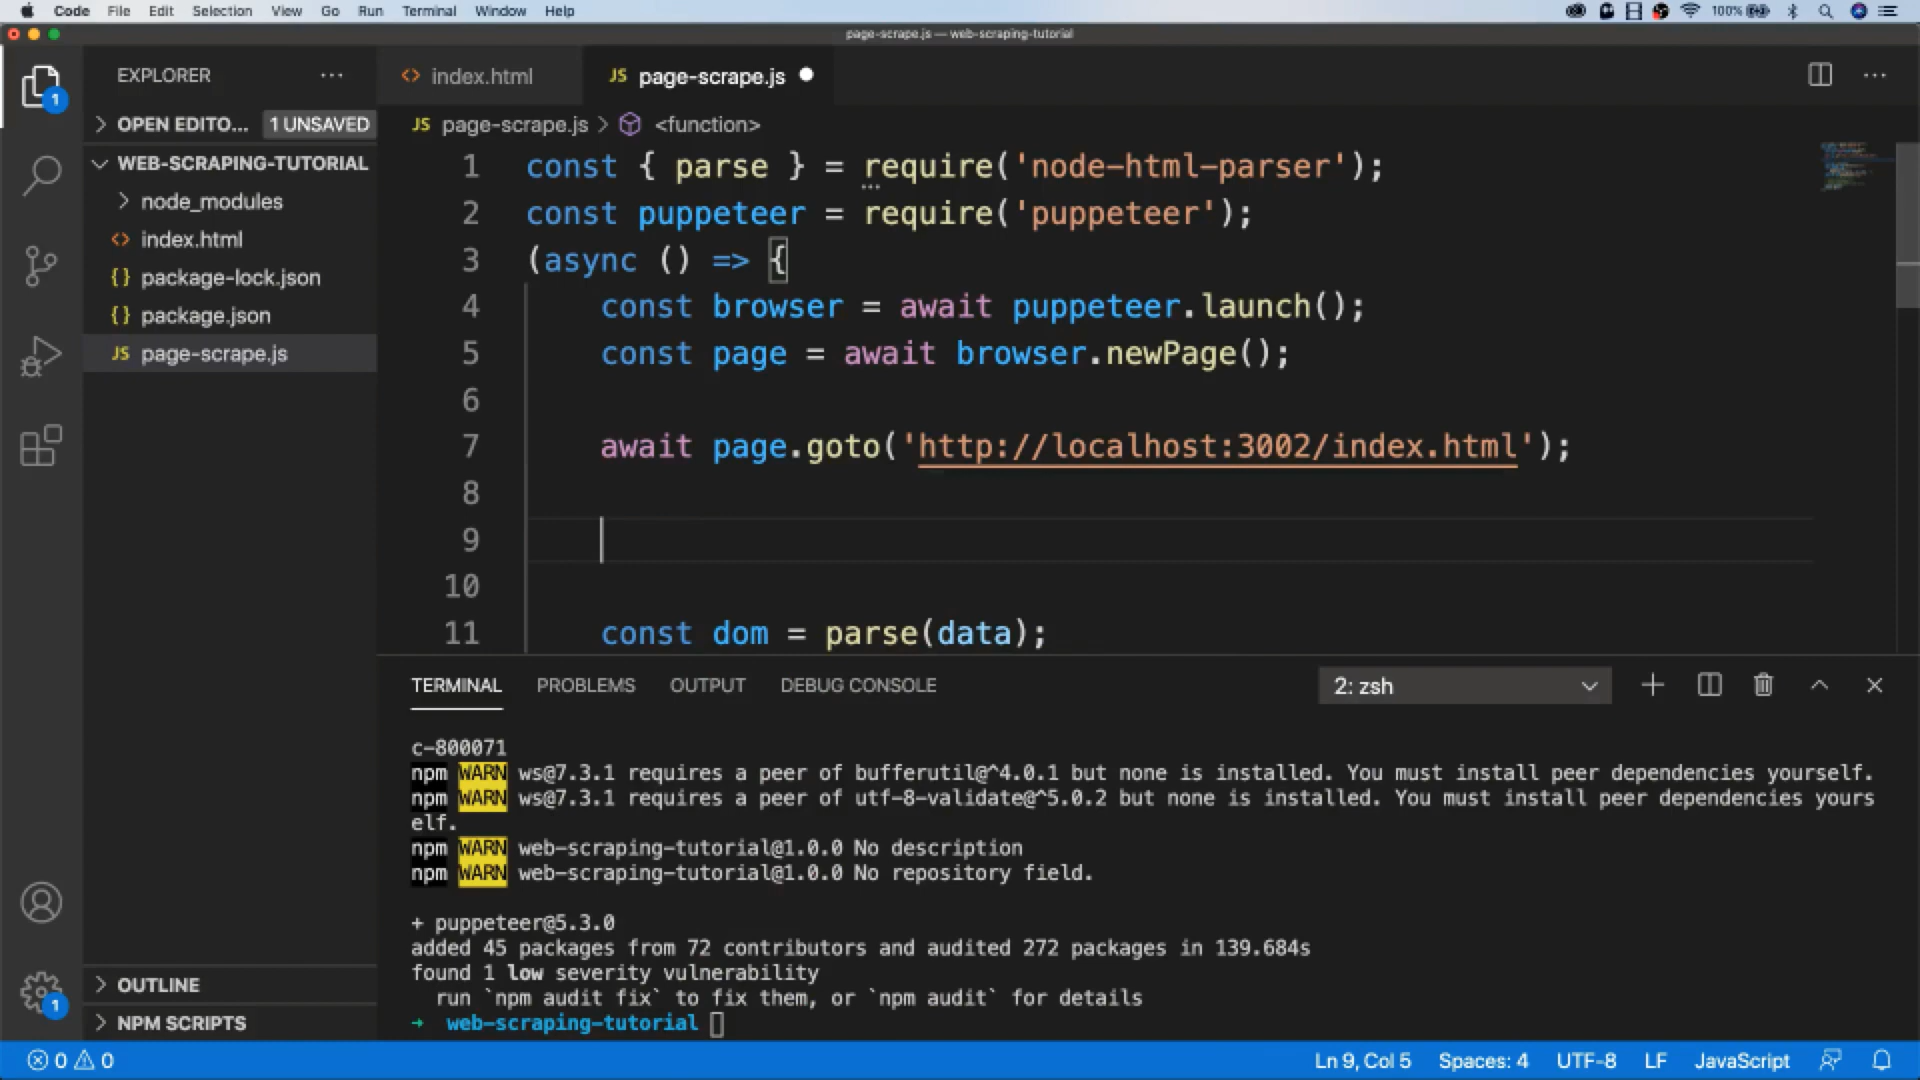 Code File Edit Selection View Go Run Terminal Window Help 100%
page-scrape.js — web-scraping-tutorial
EXPLORER
index.html
JS page-scrape.js
1
OPEN EDITO... 1 UNSAVED
JS page-scrape.js > <function>
WEB-SCRAPING-TUTORIAL
node_modules
<> index.html
{} package-lock.json
{} package.json
JS page-scrape.js
1 const { parse } = require('node-html-parser');
2 const puppeteer = require('puppeteer');
3 (async () => {
4 const browser = await puppeteer.launch();
5 const page = await browser.newPage();
6
7 await page.goto('http://localhost:3002/index.html');
8
9
10
11 const dom = parse(data);
TERMINAL PROBLEMS OUTPUT DEBUG CONSOLE 2: zsh
c-800071
npm WARN ws@7.3.1 requires a peer of bufferutil@^4.0.1 but none is installed. You must install peer dependencies yourself.
npm WARN ws@7.3.1 requires a peer of utf-8-validate@^5.0.2 but none is installed. You must install peer dependencies yours
elf.
npm WARN web-scraping-tutorial@1.0.0 No description
npm WARN web-scraping-tutorial@1.0.0 No repository field.
+ puppeteer@5.3.0
added 45 packages from 72 contributors and audited 272 packages in 139.684s
found 1 low severity vulnerability
run `npm audit fix` to fix them, or `npm audit` for details
→ web-scraping-tutorial
OUTLINE
1
NPM SCRIPTS
0 0 Ln 9, Col 5 Spaces: 4 UTF-8 LF JavaScript